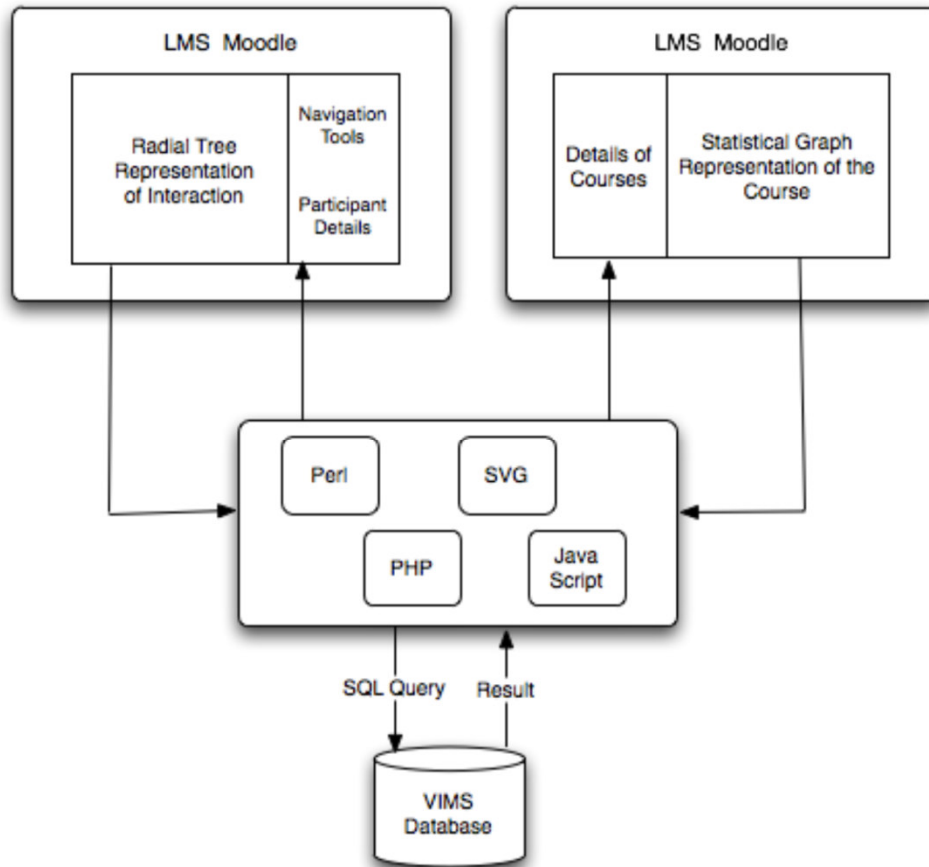 LMS Moodle
Radial Tree
Representation
of Interaction
Navigation
Tools
Participant
Details
LMS Moodle
Details of
Courses
Statistical Graph
Representation of the
Course
Perl
SVG
PHP
Java
Script
SQL Query
Result
VIMS
Database